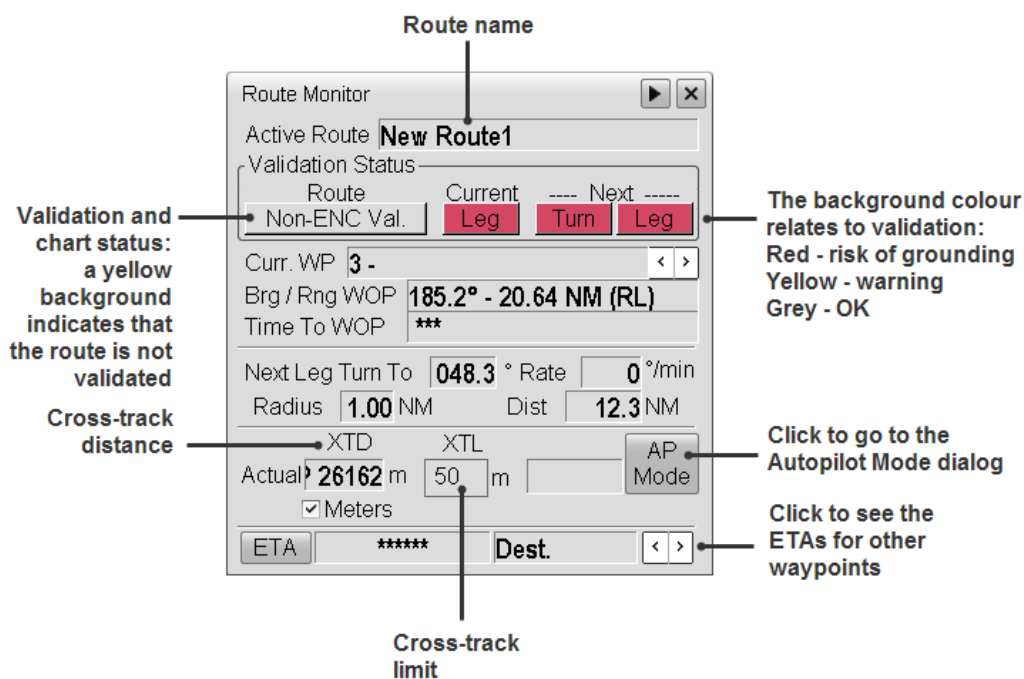 Route name
Route Monitor
Active Route New Route1
Validation Status
Route Current ---- Next -----
Non-ENC Val. Leg Turn Leg
Validation and
chart status:
a yellow
background
indicates that
the route is not
validated
The background colour
relates to validation:
Red - risk of grounding
Yellow - warning
Grey - OK
Curr. WP 3 - < >
Brg / Rng WOP 185.2° - 20.64 NM (RL)
Time To WOP ***
Next Leg Turn To 048.3 ° Rate 0 °/min
Radius 1.00 NM Dist 12.3 NM
Cross-track
distance
XTD XTL
Actual 26162 m 50 m
AP
Mode
Meters
Click to go to the
Autopilot Mode dialog
ETA ****** Dest. < >
Click to see the
ETAs for other
waypoints
Cross-track
limit